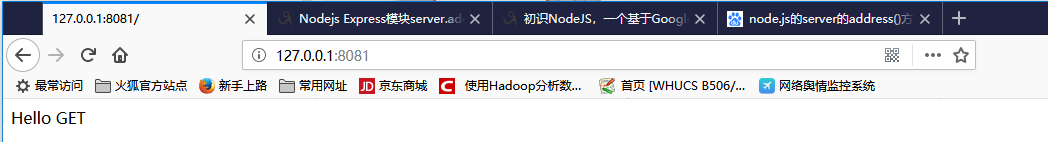 127.0.0.1:8081/ Nodejs Express模块server.ad 初识NodeJS，一个基于Googl node.js的server的address()方
127.0.0.1:8081
最常访问 火狐官方站点 新手上路 常用网址 JD 京东商城 C 使用Hadoop分析数... 首页 [WHUCS B506/... 网络舆情监控系统
Hello GET